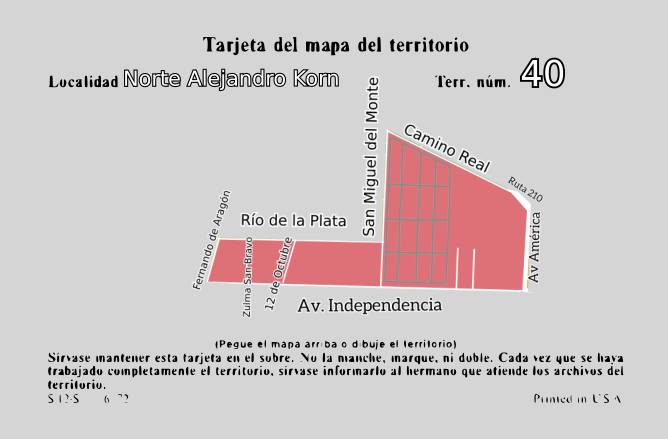 Tarjeta del mapa del territorio
Localidad Norte Alejandro Korn Terr. núm. 40
San Miguel del Monte
Camino Real
Ruta 210
Fernando de Aragón
Río de la Plata
Av América
Zulma San Bravo
12 de Octubre
Av. Independencia
(Pegue el mapa arriba o dibuje el territorio)
Sírvase mantener esta tarjeta en el sobre. No la manche, marque, ni doble. Cada vez que se haya
trabajado completamente el territorio, sírvase informarlo al hermano que atiende los archivos del
territorio.
S-12-S 6-72 Printed in U.S.A.